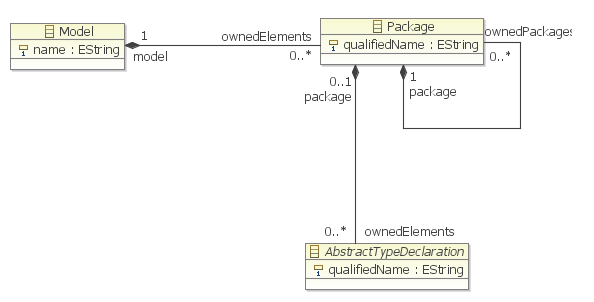 Model
name : EString
1
model
ownedElements
0..*
Package
qualifiedName : EString
ownedPackages
0..*
0..1
package
1
package
0..*
ownedElements
AbstractTypeDeclaration
qualifiedName : EString